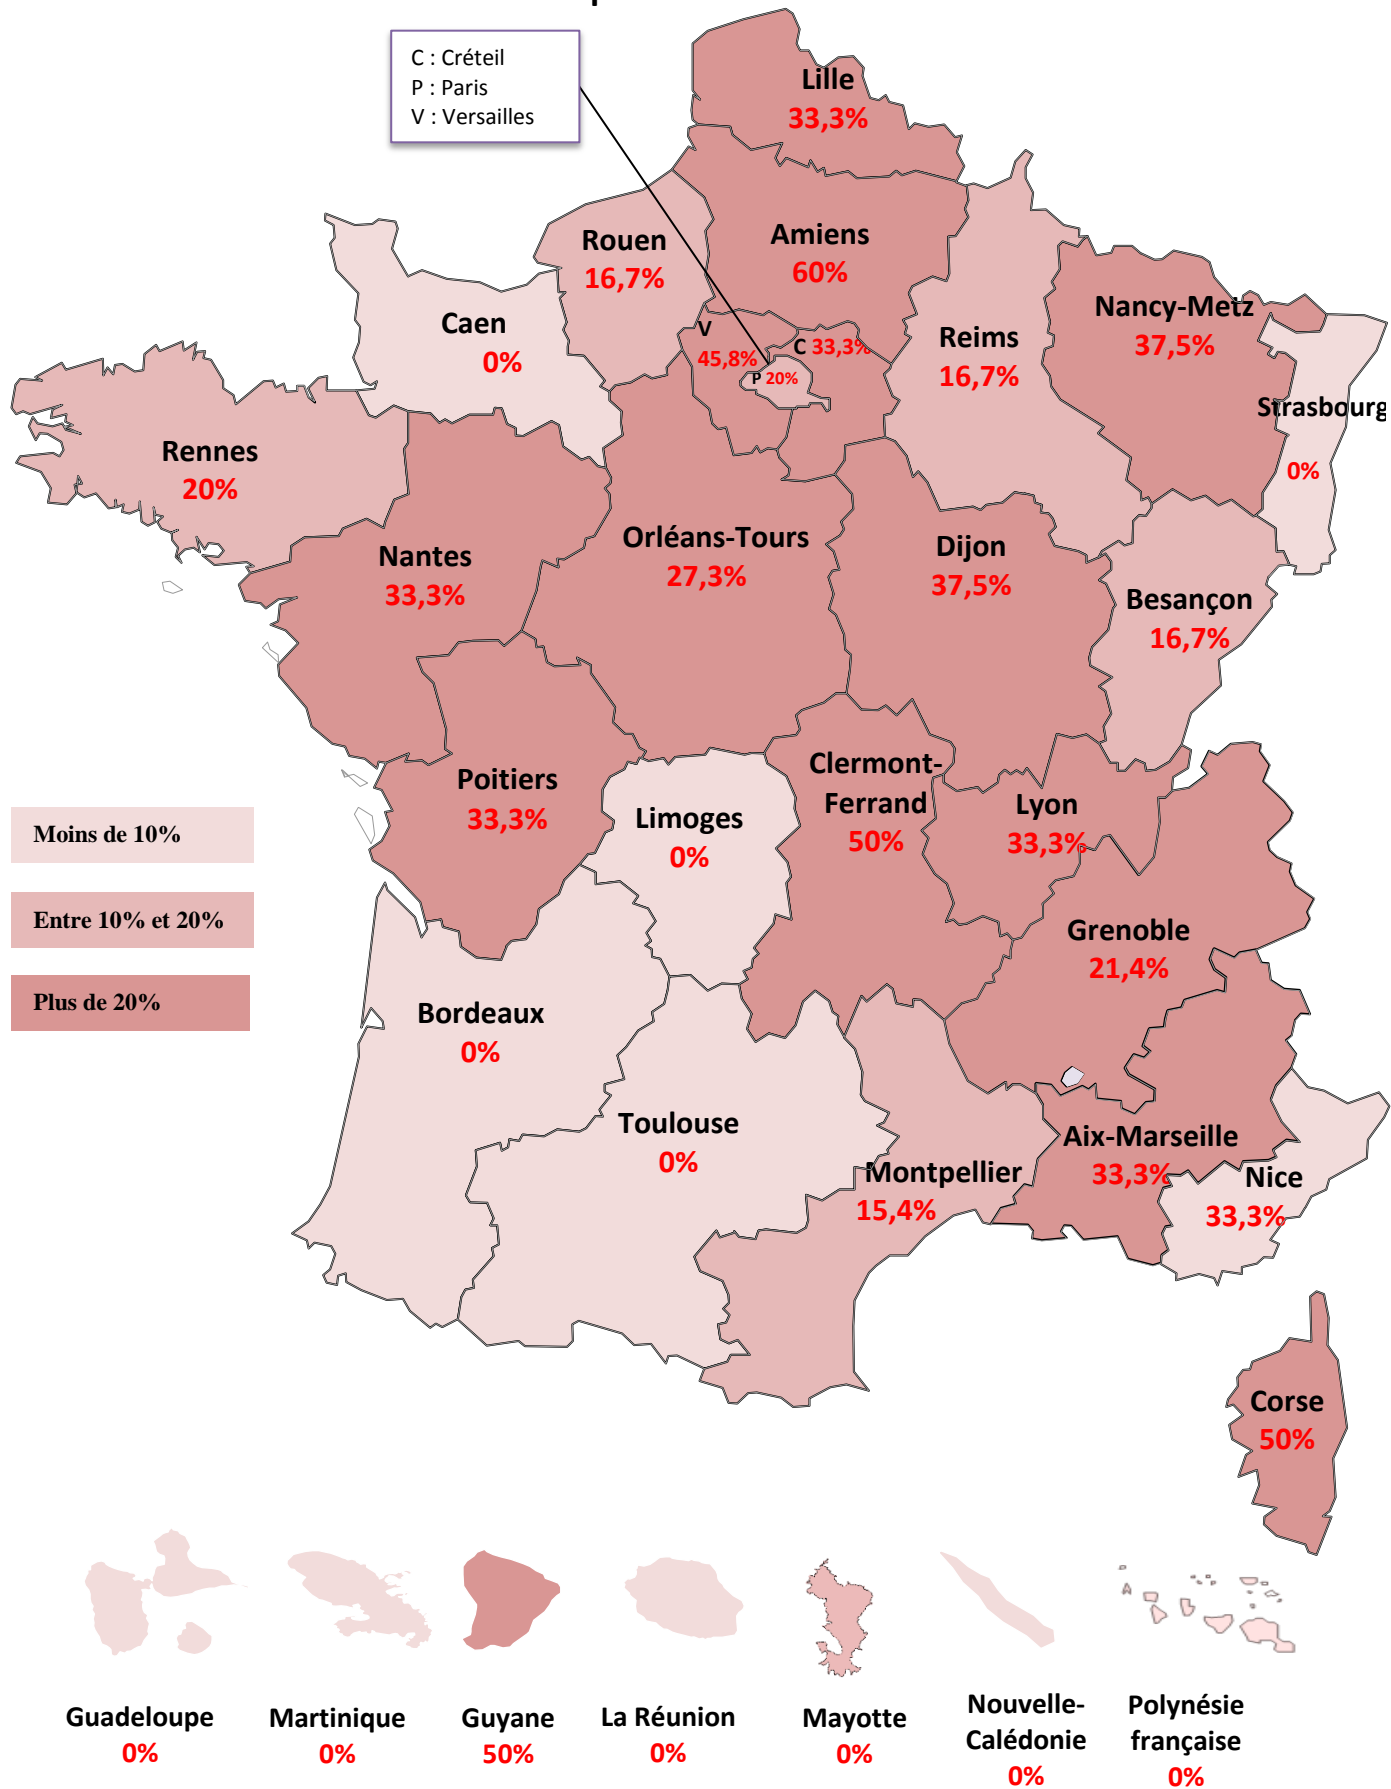 C : Créteil
P : Paris
V : Versailles
Lille
33,3%
Rouen
16,7%
Amiens
60%
Caen
0%
V
45,8%
C 33,3%
P 20%
Reims
16,7%
Nancy-Metz
37,5%
Strasbourg
0%
Rennes
20%
Nantes
33,3%
Orléans-Tours
27,3%
Dijon
37,5%
Besançon
16,7%
Poitiers
33,3%
Limoges
0%
Clermont-
Ferrand
50%
Lyon
33,3%
Moins de 10%
Entre 10% et 20%
Plus de 20%
Grenoble
21,4%
Bordeaux
0%
Toulouse
0%
Montpellier
15,4%
Aix-Marseille
33,3%
Nice
33,3%
Corse
50%
Guadeloupe
0%
Martinique
0%
Guyane
50%
La Réunion
0%
Mayotte
0%
Nouvelle-
Calédonie
0%
Polynésie
française
0%